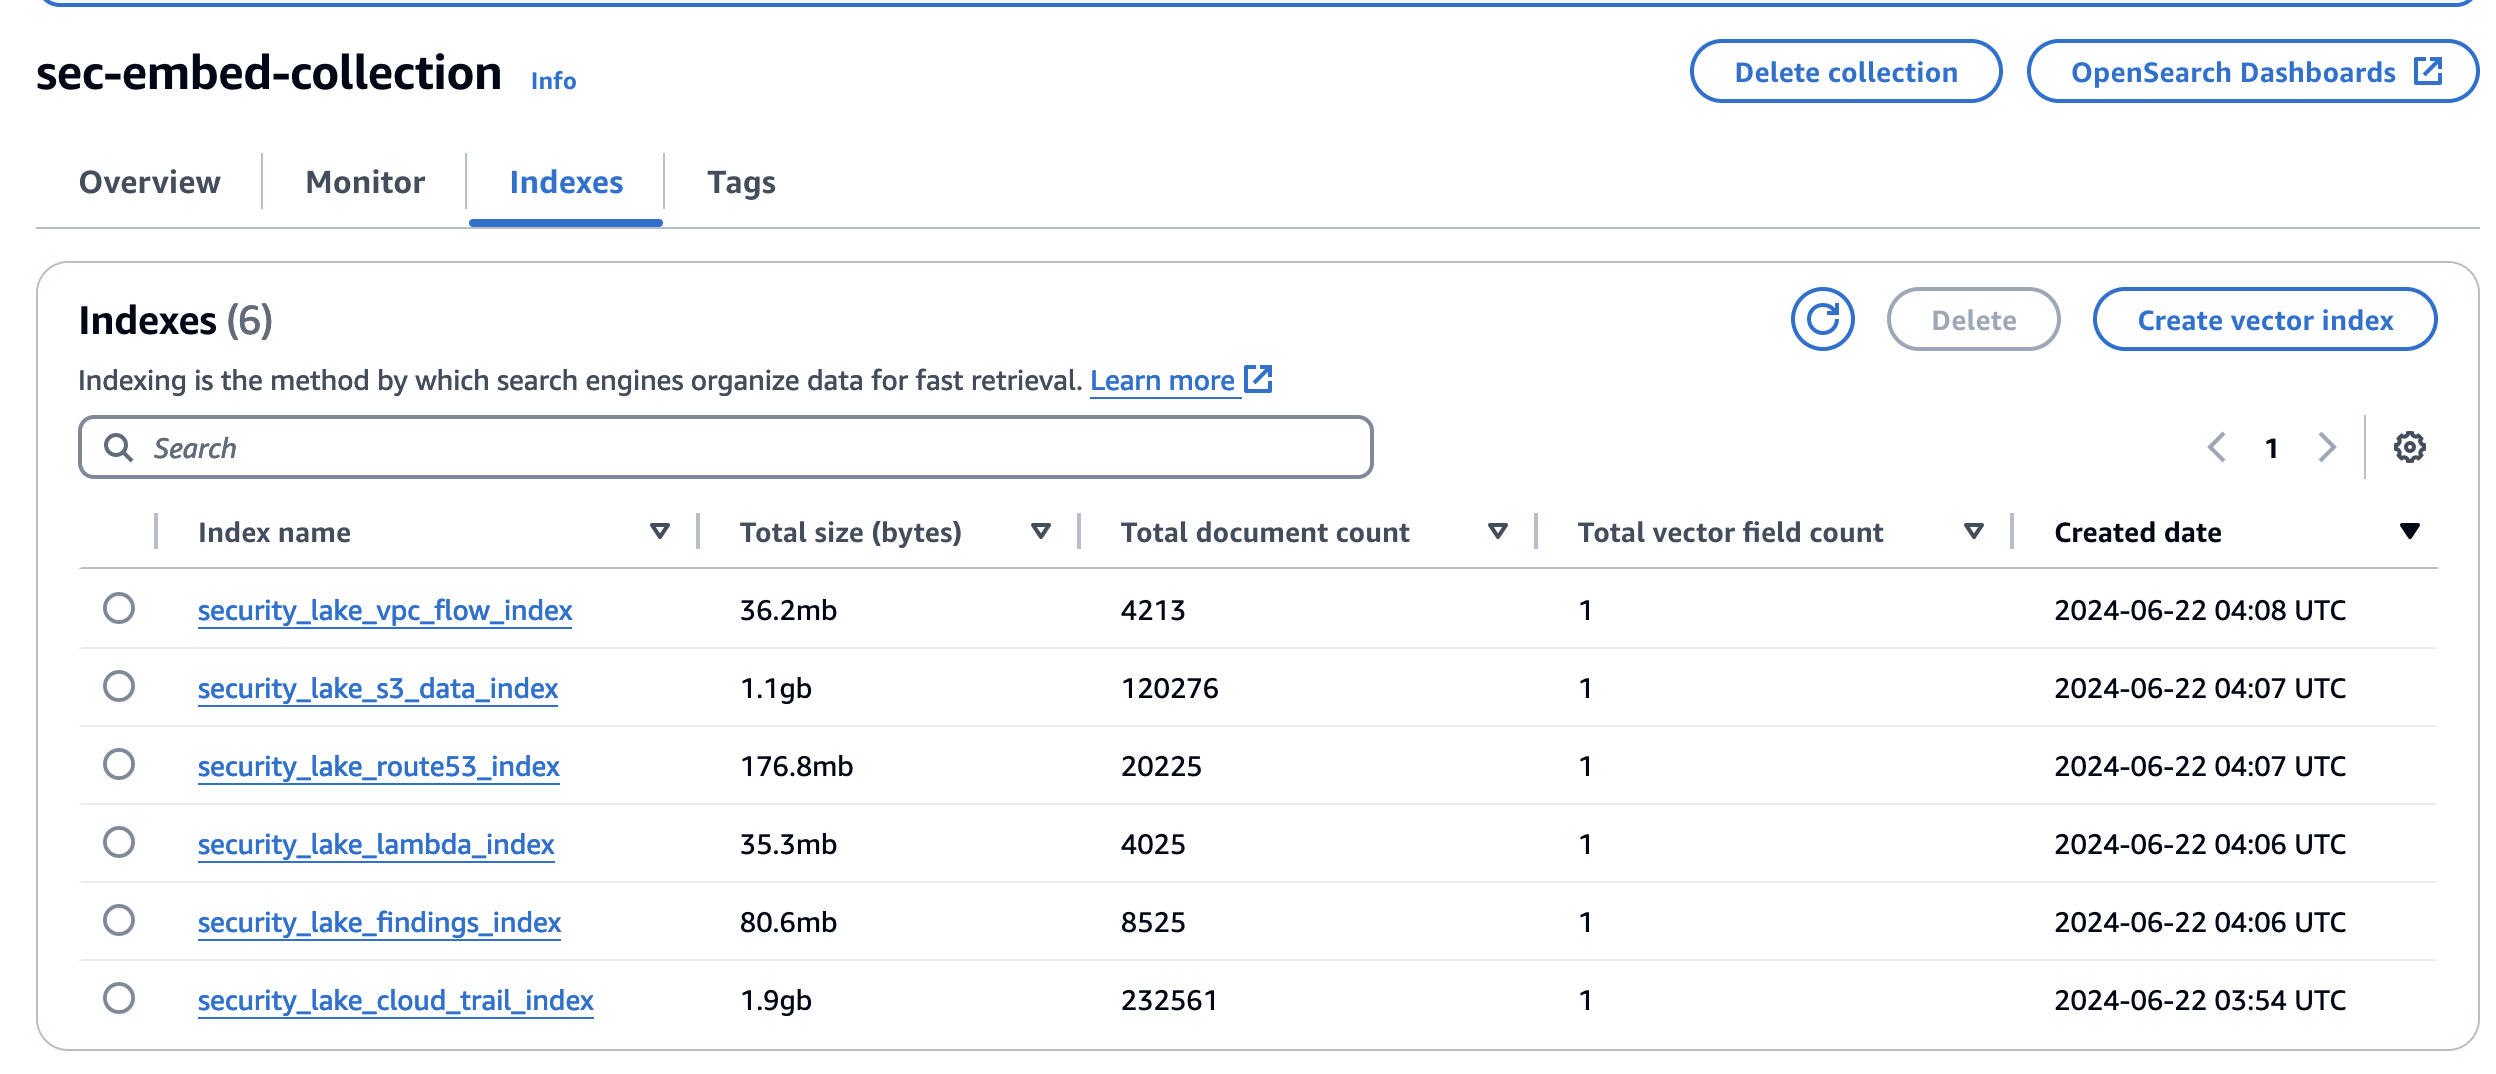 sec-embed-collection Info Delete collection OpenSearch Dashboards
Overview Monitor Indexes Tags
Indexes (6) Delete Create vector index
Indexing is the method by which search engines organize data for fast retrieval. Learn more
Search 1
Index name Total size (bytes) Total document count Total vector field count Created date
security_lake_vpc_flow_index 36.2mb 4213 1 2024-06-22 04:08 UTC
security_lake_s3_data_index 1.1gb 120276 1 2024-06-22 04:07 UTC
security_lake_route53_index 176.8mb 20225 1 2024-06-22 04:07 UTC
security_lake_lambda_index 35.3mb 4025 1 2024-06-22 04:06 UTC
security_lake_findings_index 80.6mb 8525 1 2024-06-22 04:06 UTC
security_lake_cloud_trail_index 1.9gb 232561 1 2024-06-22 03:54 UTC